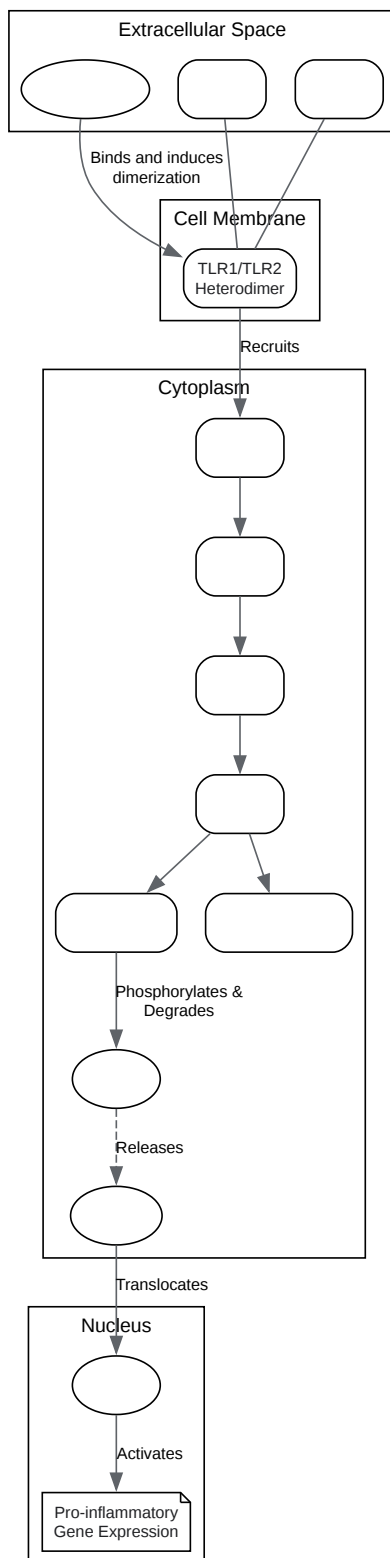 Extracellular Space
Binds and induces
dimerization
Cell Membrane
TLR1/TLR2
Heterodimer
Recruits
Cytoplasm
Phosphorylates &
Degrades
Releases
Translocates
Nucleus
Activates
Pro-inflammatory
Gene Expression